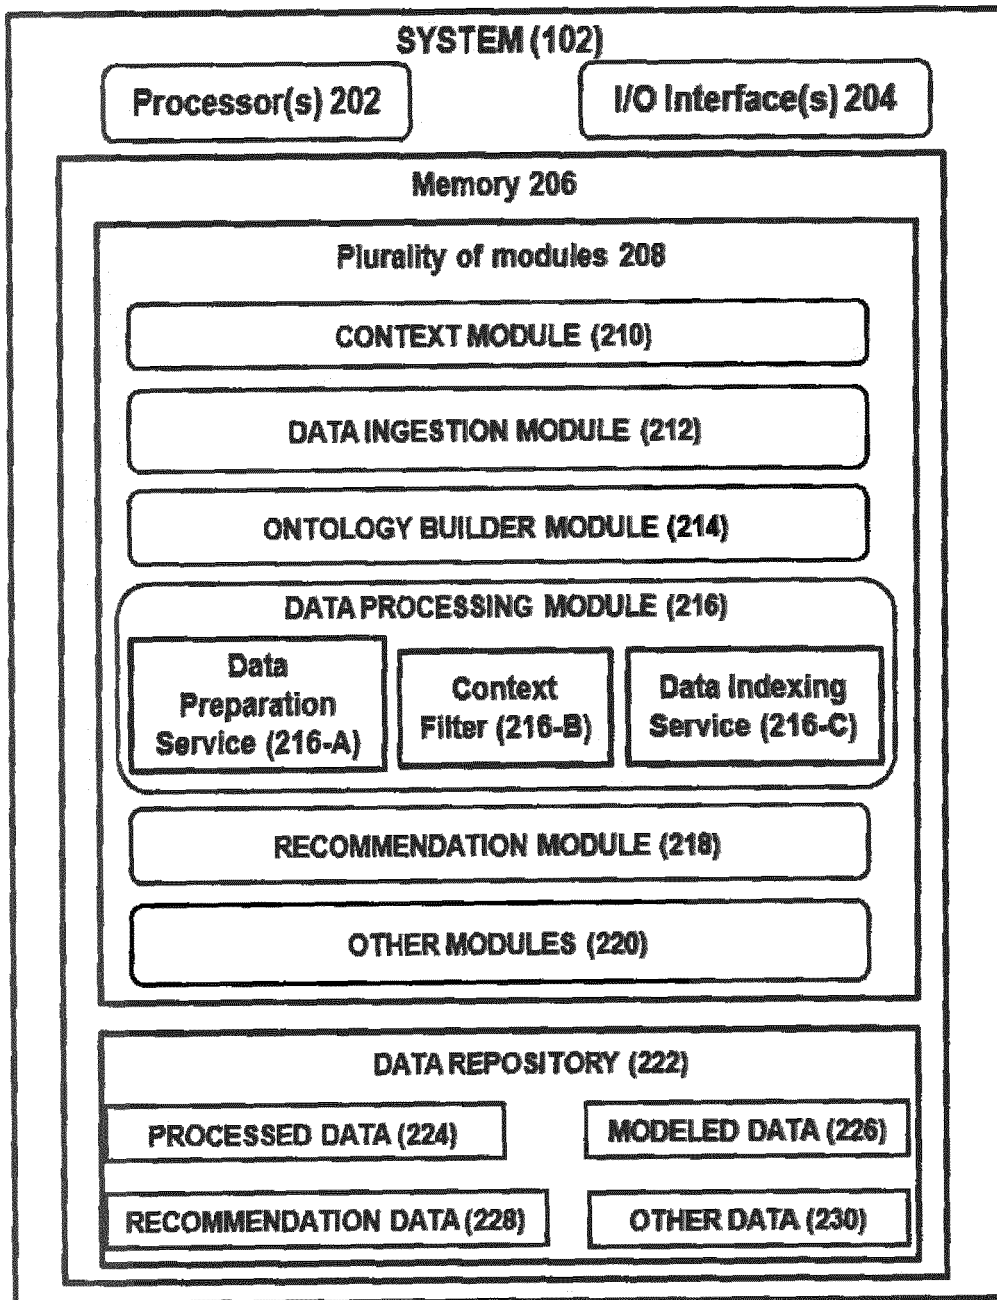 SYSTEM (102)
Processor(s) 202
I/O Interface(s) 204
Memory 206
Plurality of modules 208
CONTEXT MODULE (210)
DATA INGESTION MODULE (212)
ONTOLOGY BUILDER MODULE (214)
DATA PROCESSING MODULE (216)
Data
Preparation
Service (216-A)
Context
Filter (216-B)
Data Indexing
Service (216-C)
RECOMMENDATION MODULE (218)
OTHER MODULES (220)
DATA REPOSITORY (222)
PROCESSED DATA (224)
MODELED DATA (226)
RECOMMENDATION DATA (228)
OTHER DATA (230)